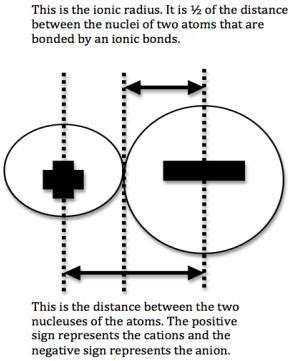 This is the ionic radius. It is ½ of the distance
between the nuclei of two atoms that are
bonded by an ionic bonds.
This is the distance between the two
nucleuses of the atoms. The positive
sign represents the cations and the
negative sign represents the anion.